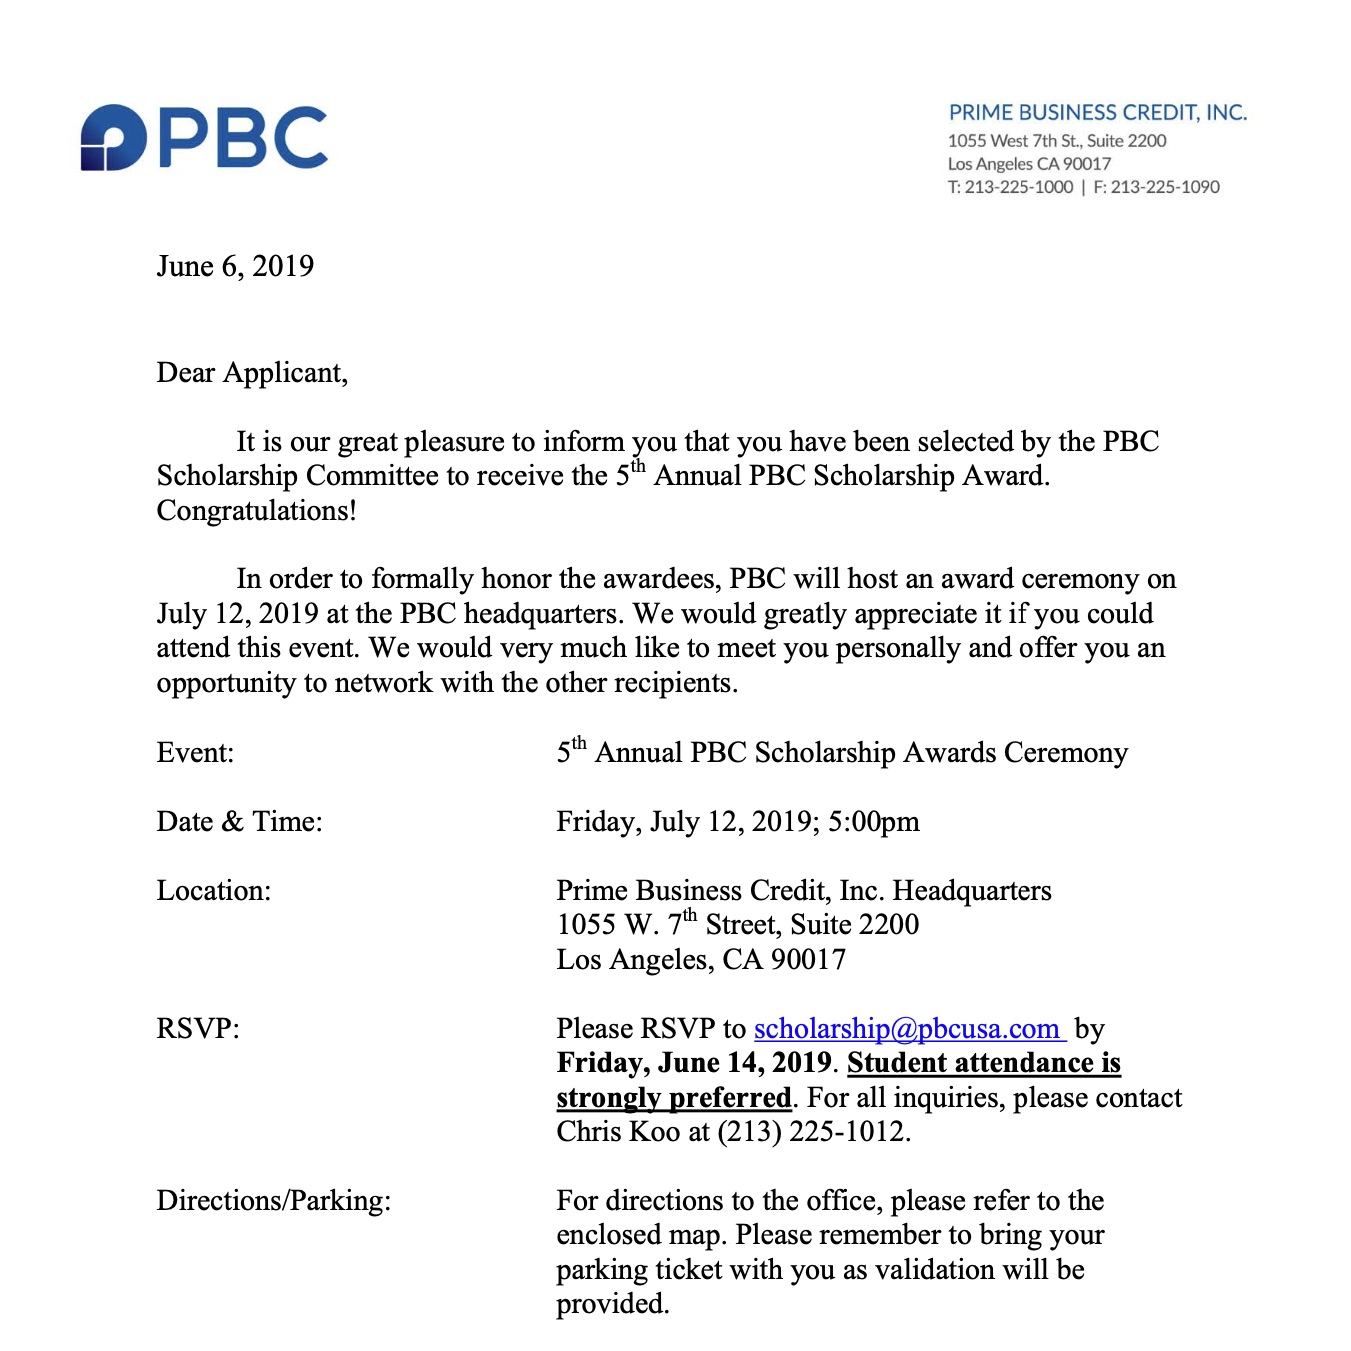 PBC
PRIME BUSINESS CREDIT, INC.
1055 West 7th St., Suite 2200
Los Angeles CA 90017
T: 213-225-1000 | F: 213-225-1090
June 6, 2019
Dear Applicant,
It is our great pleasure to inform you that you have been selected by the PBC
Scholarship Committee to receive the 5th Annual PBC Scholarship Award.
Congratulations!
In order to formally honor the awardees, PBC will host an award ceremony on
July 12, 2019 at the PBC headquarters. We would greatly appreciate it if you could
attend this event. We would very much like to meet you personally and offer you an
opportunity to network with the other recipients.
Event: 5th Annual PBC Scholarship Awards Ceremony
Date & Time: Friday, July 12, 2019; 5:00pm
Location: Prime Business Credit, Inc. Headquarters
1055 W. 7th Street, Suite 2200
Los Angeles, CA 90017
RSVP: Please RSVP to scholarship@pbcusa.com by
Friday, June 14, 2019. Student attendance is
strongly preferred. For all inquiries, please contact
Chris Koo at (213) 225-1012.
Directions/Parking: For directions to the office, please refer to the
enclosed map. Please remember to bring your
parking ticket with you as validation will be
provided.